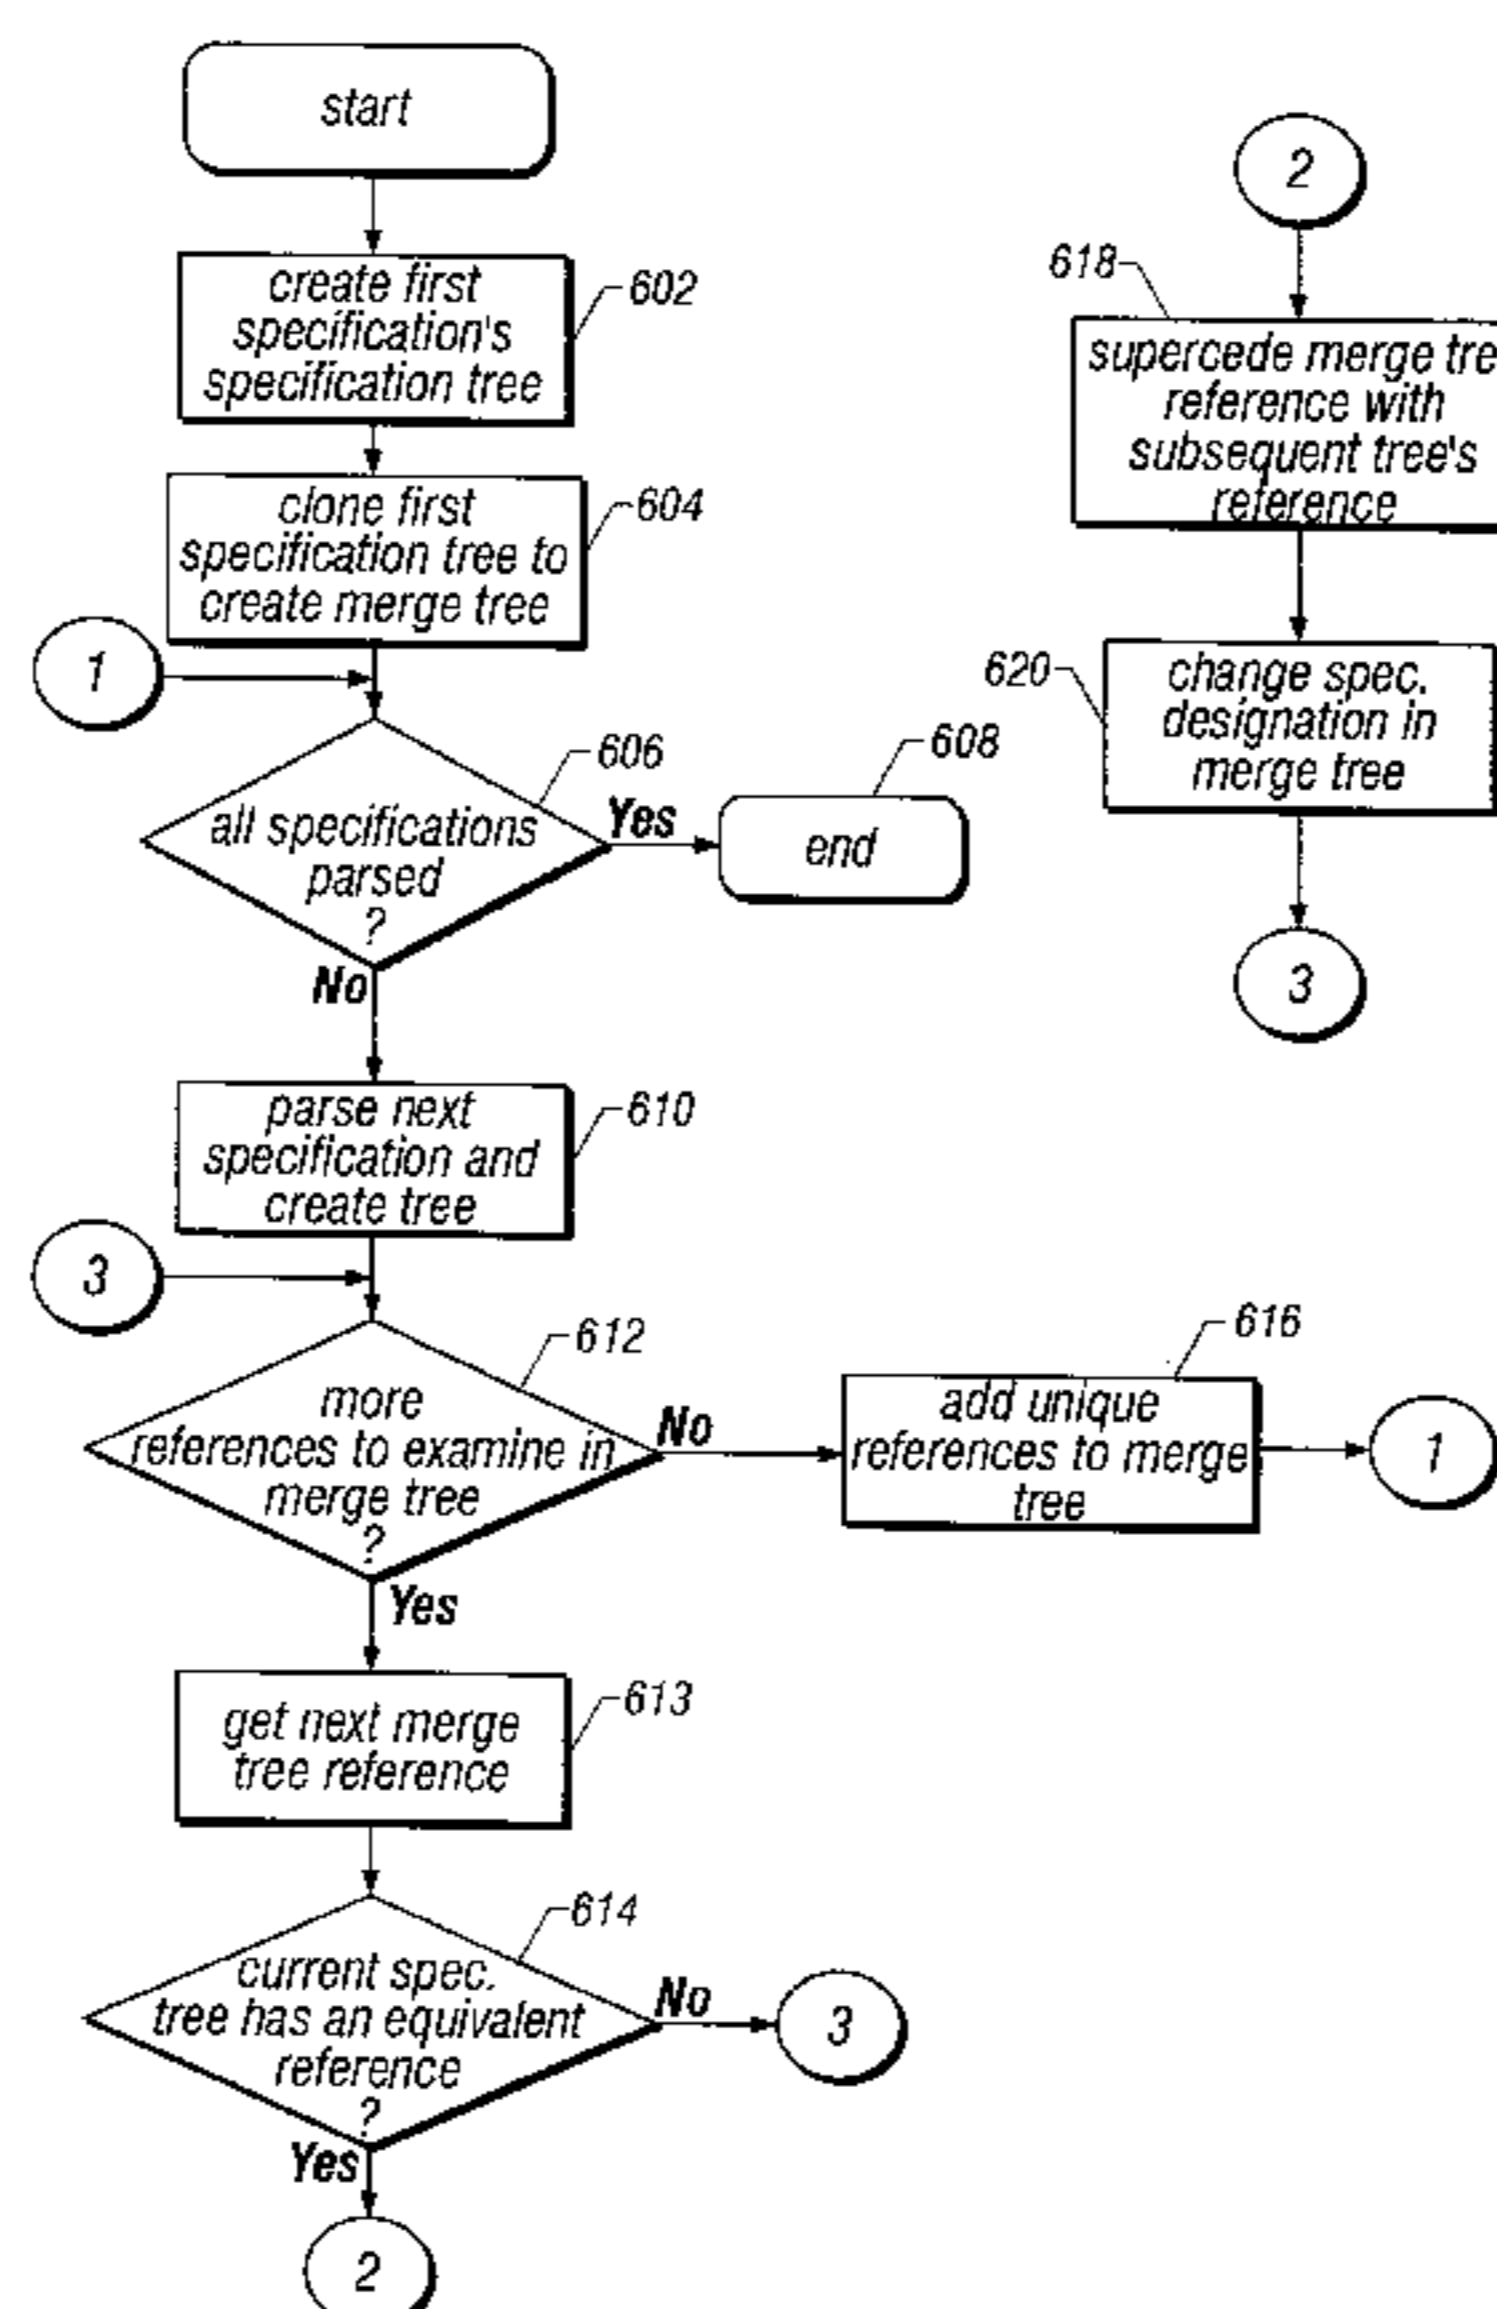 start
create first
specification's
specification tree
602
clone first
specification tree to
create merge tree
604
1
606
all specifications
parsed
?
Yes
608
end
No
parse next
specification and
create tree
610
3
612
more
references to examine in
merge tree
?
No
616
add unique
references to merge
tree
1
Yes
get next merge
tree reference
613
614
current spec.
tree has an equivalent
reference
?
No
3
Yes
2
2
618
supercede merge tre
reference with
subsequent tree's
reference
620
change spec.
designation in
merge tree
3